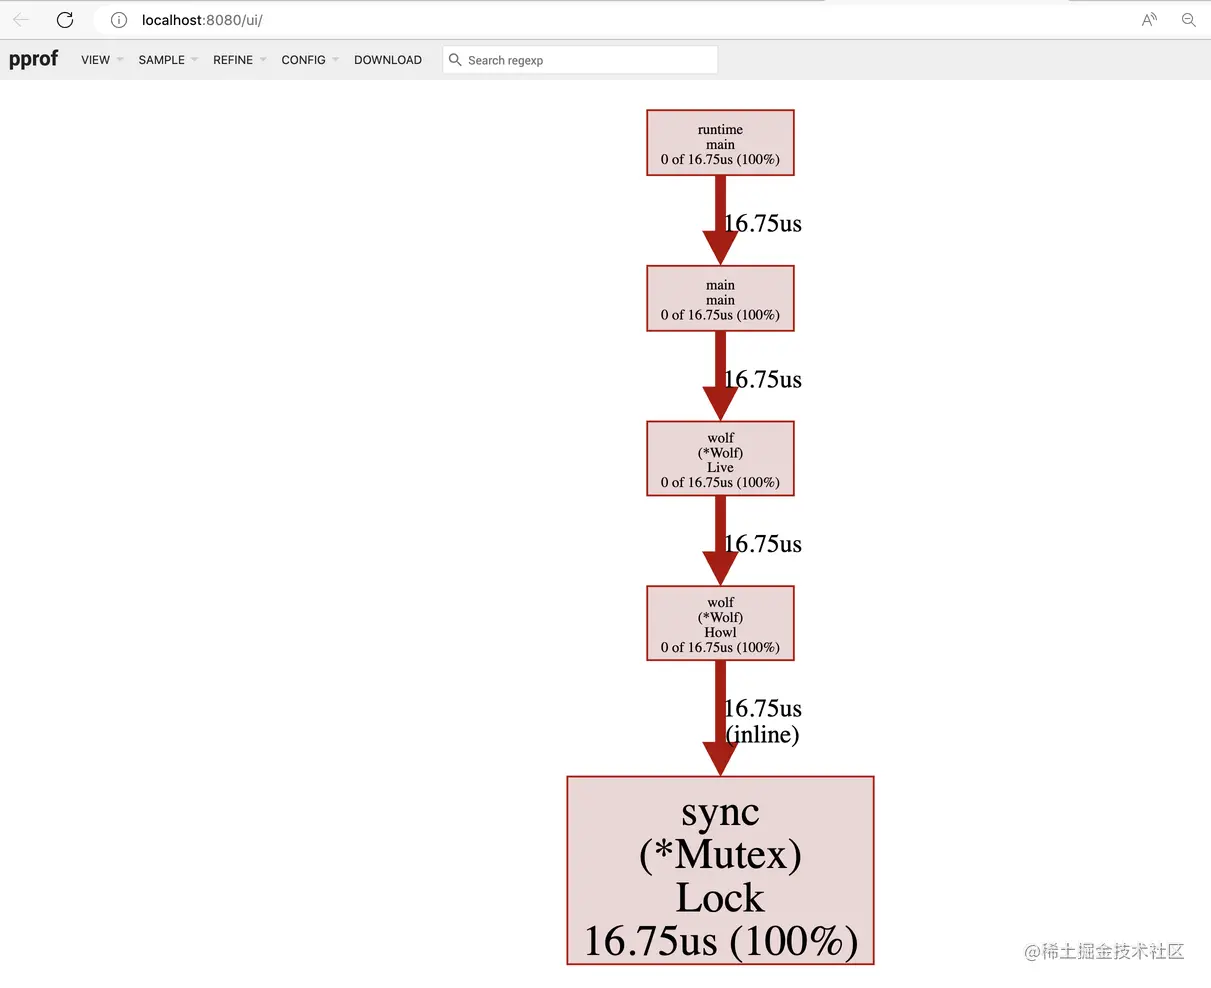 localhost:8080/ui/
pprof VIEW SAMPLE REFINE CONFIG DOWNLOAD Search regexp
runtime
main
0 of 16.75us (100%)
16.75us
main
main
0 of 16.75us (100%)
16.75us
wolf
(*Wolf)
Live
0 of 16.75us (100%)
16.75us
wolf
(*Wolf)
Howl
0 of 16.75us (100%)
16.75us
(inline)
sync
(*Mutex)
Lock
16.75us (100%)
@稀土掘金技术社区